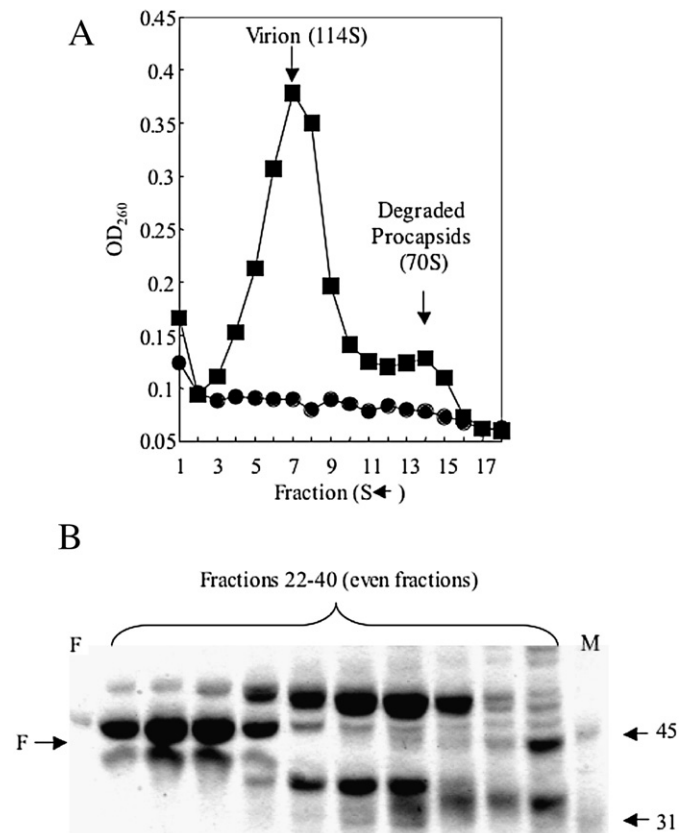 A
0.45
0.4
0.35
0.3
0.25
0.2
0.15
0.1
0.05
OD260
Virion (114S)
Degraded
Procapsids
(70S)
1 3 5 7 9 11 13 15 17
Fraction (S←)
B
Fractions 22-40 (even fractions)
F
M
F →
← 45
← 31